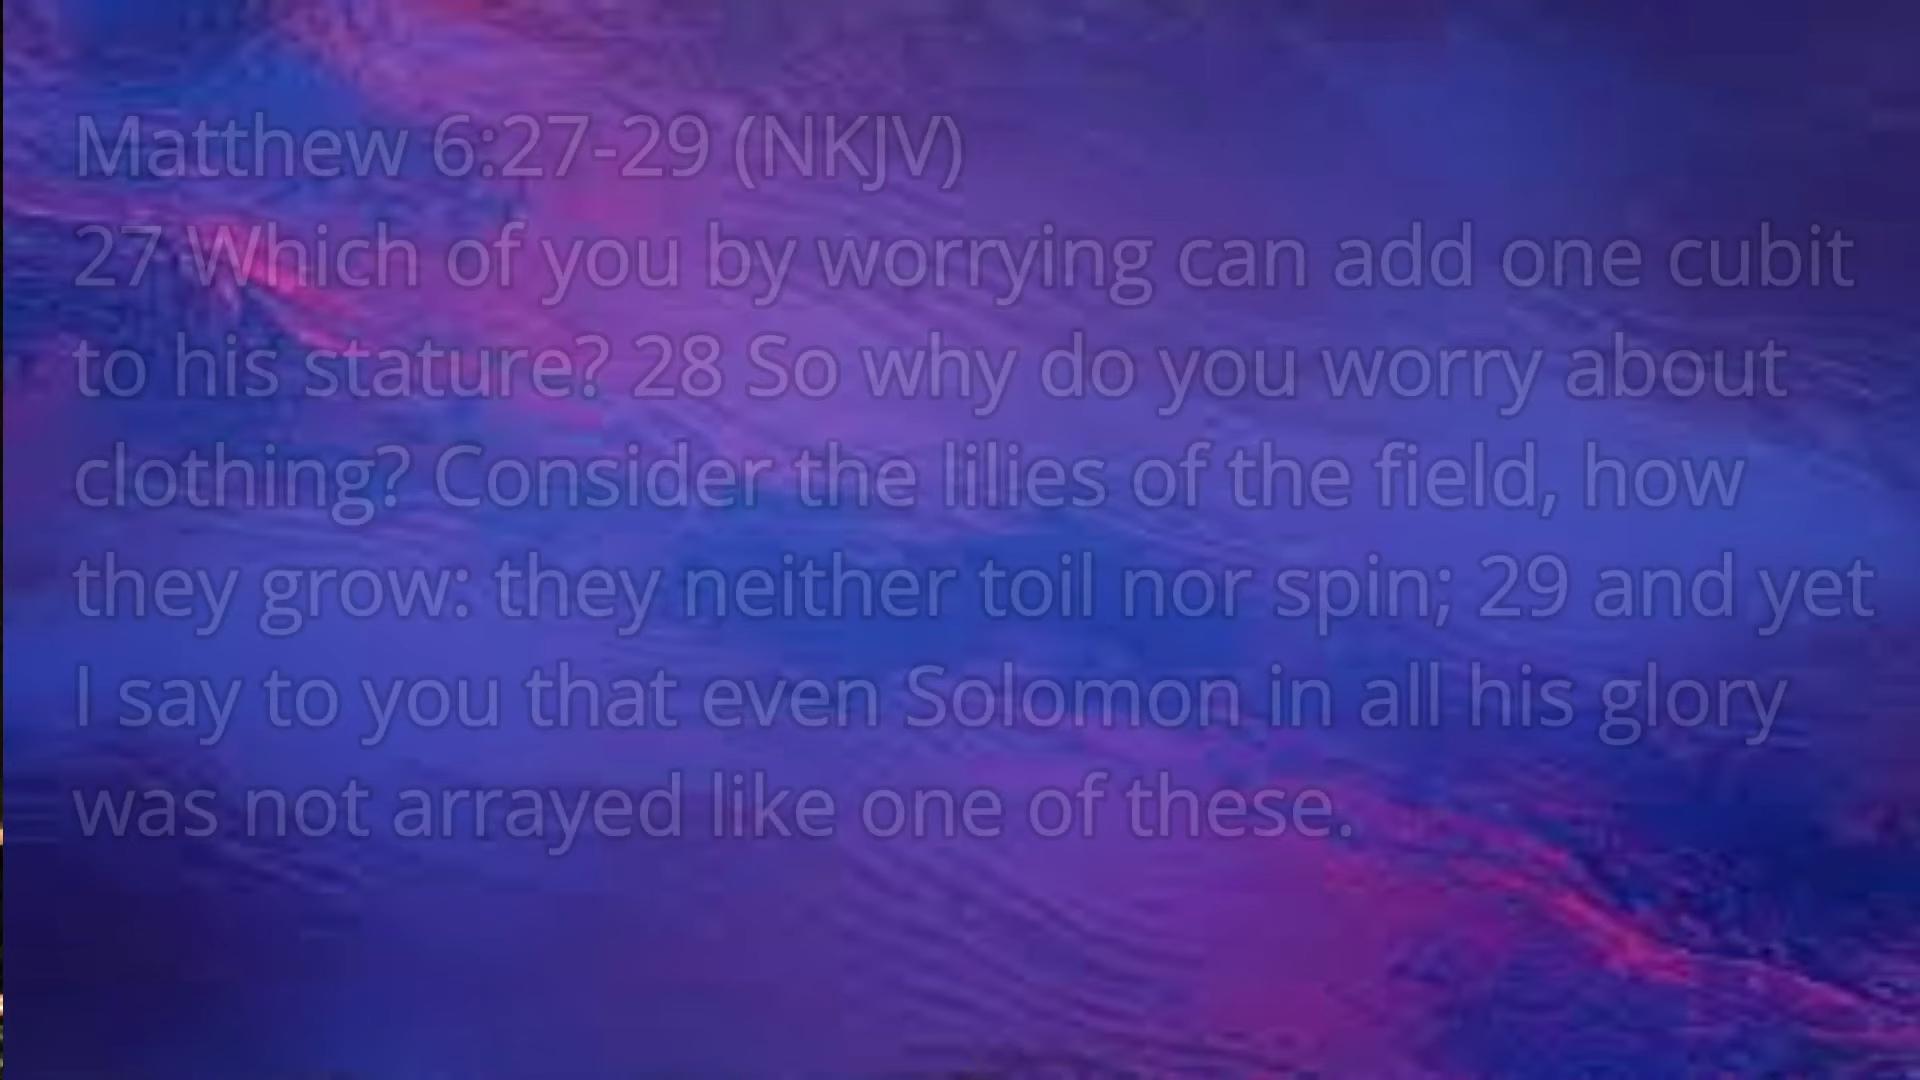 Matthew 6:27-29 (NKJV)
27 Which of you by worrying can add one cubit
to his stature? 28 So why do you worry about
clothing? Consider the lilies of the field, how
they grow: they neither toil nor spin; 29 and yet
I say to you that even Solomon in all his glory
was not arrayed like one of these.